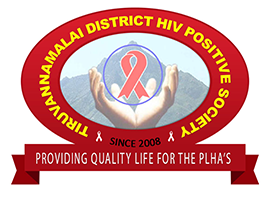 TIRUVANNAMALAI DISTRICT HIV POSITIVE SOCIETY
SINCE 2008
PROVIDING QUALITY LIFE FOR THE PLHA'S